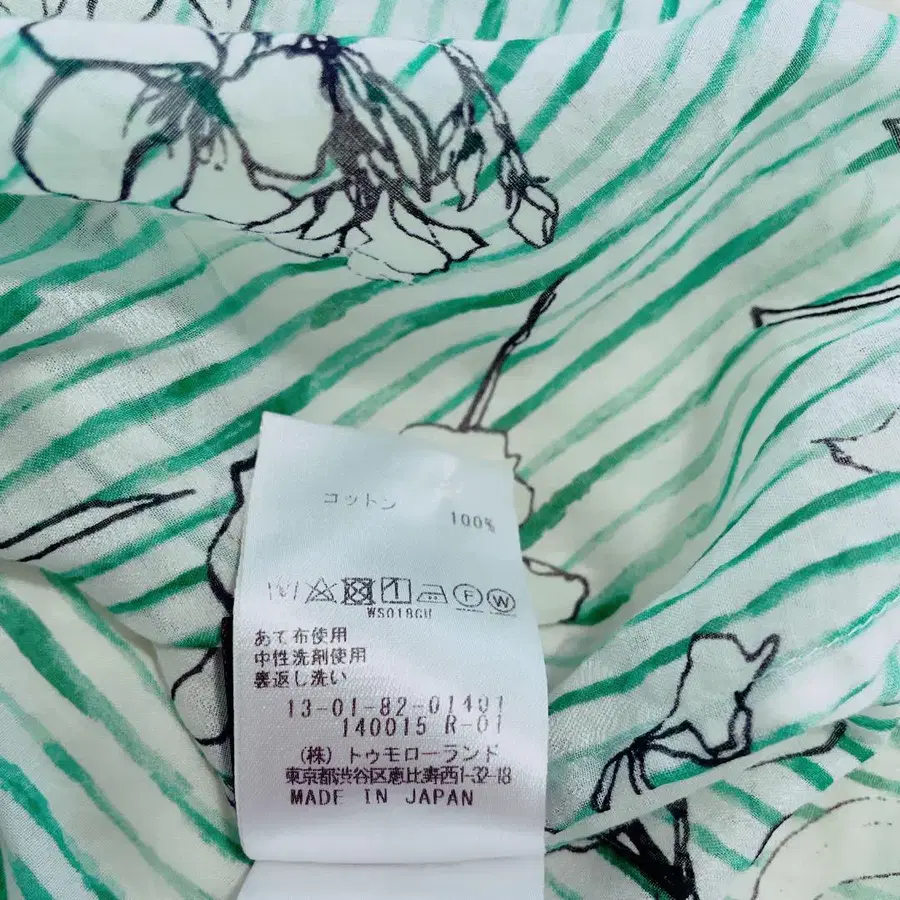 コットン
100%
F W
WS018GU
あて布使用
中性洗剤使用
裏返し洗い
13-01-82-01401
140015 R-01
(株) トゥモローランド
東京都渋谷区恵比寿西1-32-18
MADE IN JAPAN